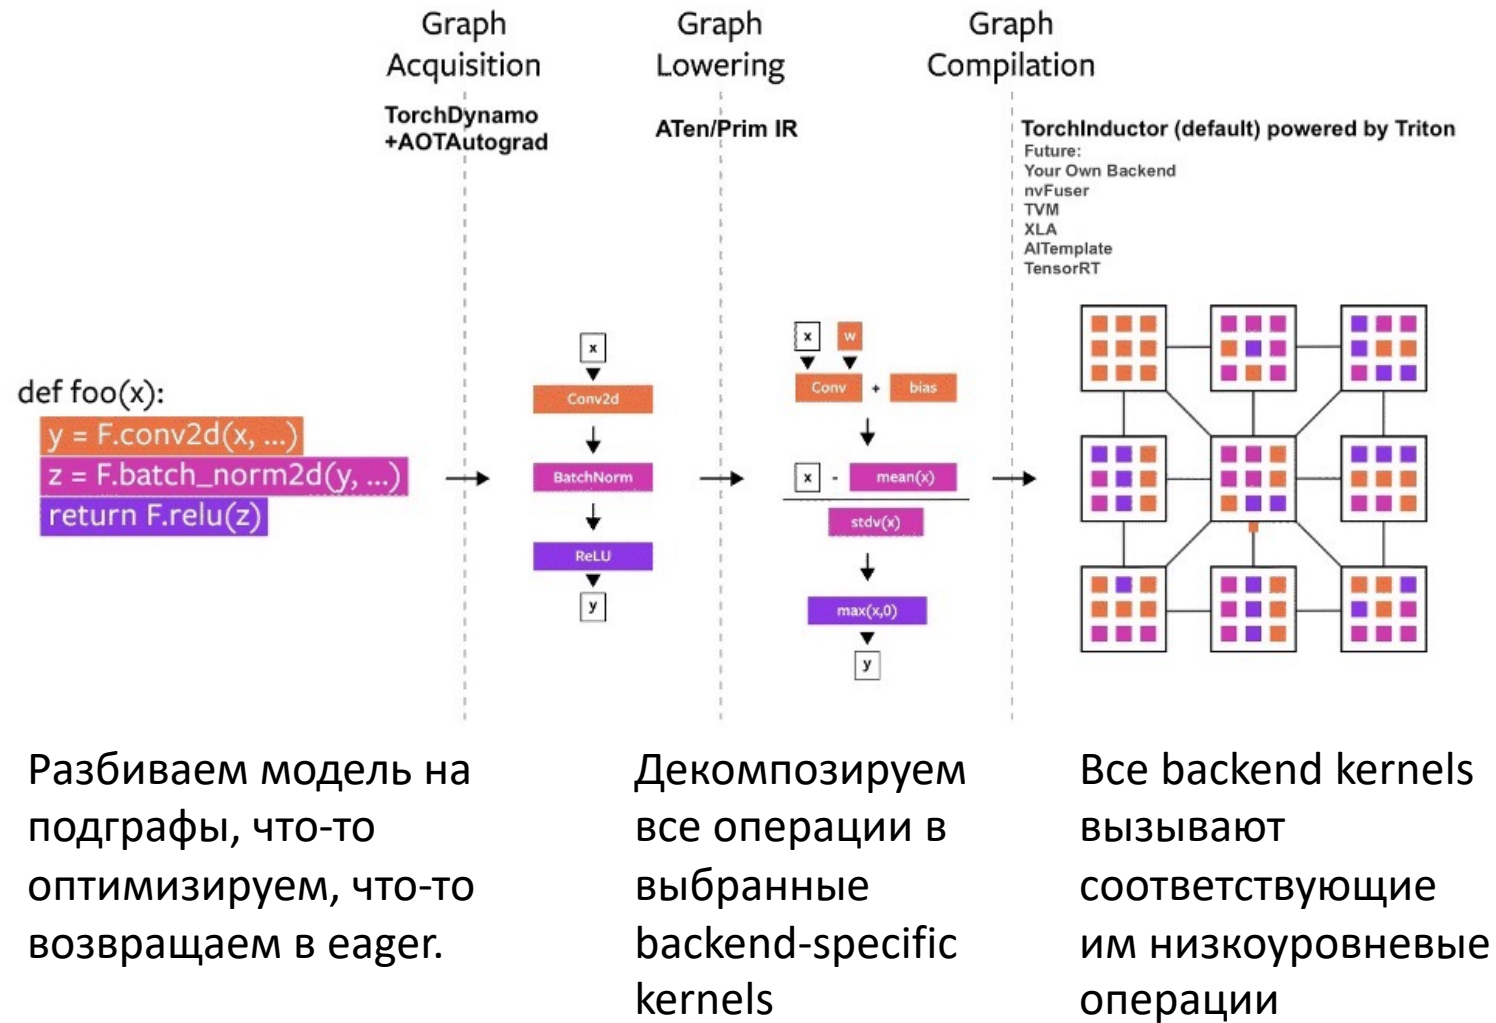 Graph
Acquisition
TorchDynamo
+AOTAutograd
Graph
Lowering
ATen/Prim IR
Graph
Compilation
TorchInductor (default) powered by Triton
Future:
Your Own Backend
nvFuser
TVM
XLA
AITemplate
TensorRT
def foo(x):
y = F.conv2d(x, ...)
z = F.batch_norm2d(y, ...)
return F.relu(z)
x
Conv2d
BatchNorm
ReLU
y
x w
Conv + bias
x - mean(x)
stdv(x)
max(x,0)
y
Разбиваем модель на
подграфы, что-то
оптимизируем, что-то
возвращаем в eager.
Декомпозируем
все операции в
выбранные
backend-specific
kernels
Все backend kernels
вызывают
соответствующие
им низкоуровневые
операции